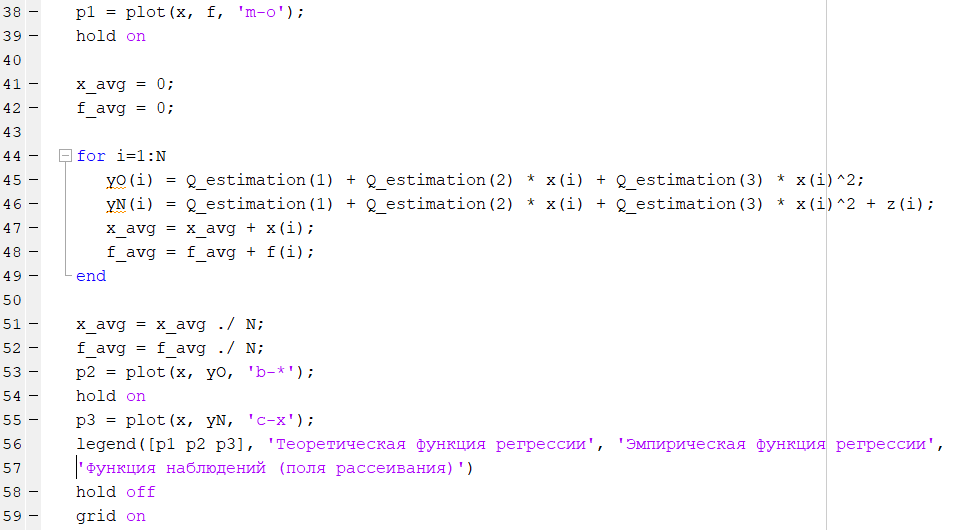 38 – p1 = plot(x, f, 'm-o');
39 – hold on
40
41 – x_avg = 0;
42 – f_avg = 0;
43
44 – for i=1:N
45 – yO(i) = Q_estimation(1) + Q_estimation(2) * x(i) + Q_estimation(3) * x(i)^2;
46 – yN(i) = Q_estimation(1) + Q_estimation(2) * x(i) + Q_estimation(3) * x(i)^2 + z(i);
47 – x_avg = x_avg + x(i);
48 – f_avg = f_avg + f(i);
49 – end
50
51 – x_avg = x_avg ./ N;
52 – f_avg = f_avg ./ N;
53 – p2 = plot(x, yO, 'b-*');
54 – hold on
55 – p3 = plot(x, yN, 'c-x');
56 legend([p1 p2 p3], 'Теоретическая функция регрессии', 'Эмпирическая функция регрессии',
57 'Функция наблюдений (поля рассеивания)')
58 – hold off
59 – grid on